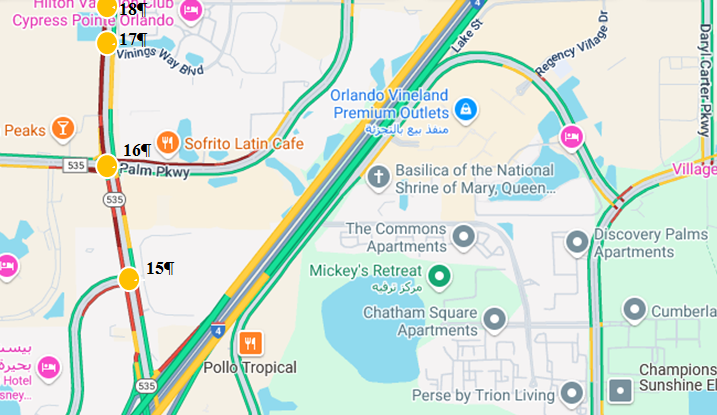 Hilton Vacation Club
Cypress Pointe Orlando
18¶
17¶
Vinings Way Blvd
4
Lake St
Regency Village Dr
Daryl Carter Pkwy
Orlando Vineland
Premium Outlets
منفذ بيع بالتجزئة
Peaks
Sofrito Latin Cafe
16¶
535
Palm Pkwy
535
Basilica of the National
Shrine of Mary, Queen...
Village
The Commons
Apartments
Discovery Palms
Apartments
15¶
Mickey's Retreat
مركز ترفيه
Chatham Square
Apartments
Cumberla
4
Pollo Tropical
Hotel
sney...
535
Perse by Trion Living
Champions
Sunshine El